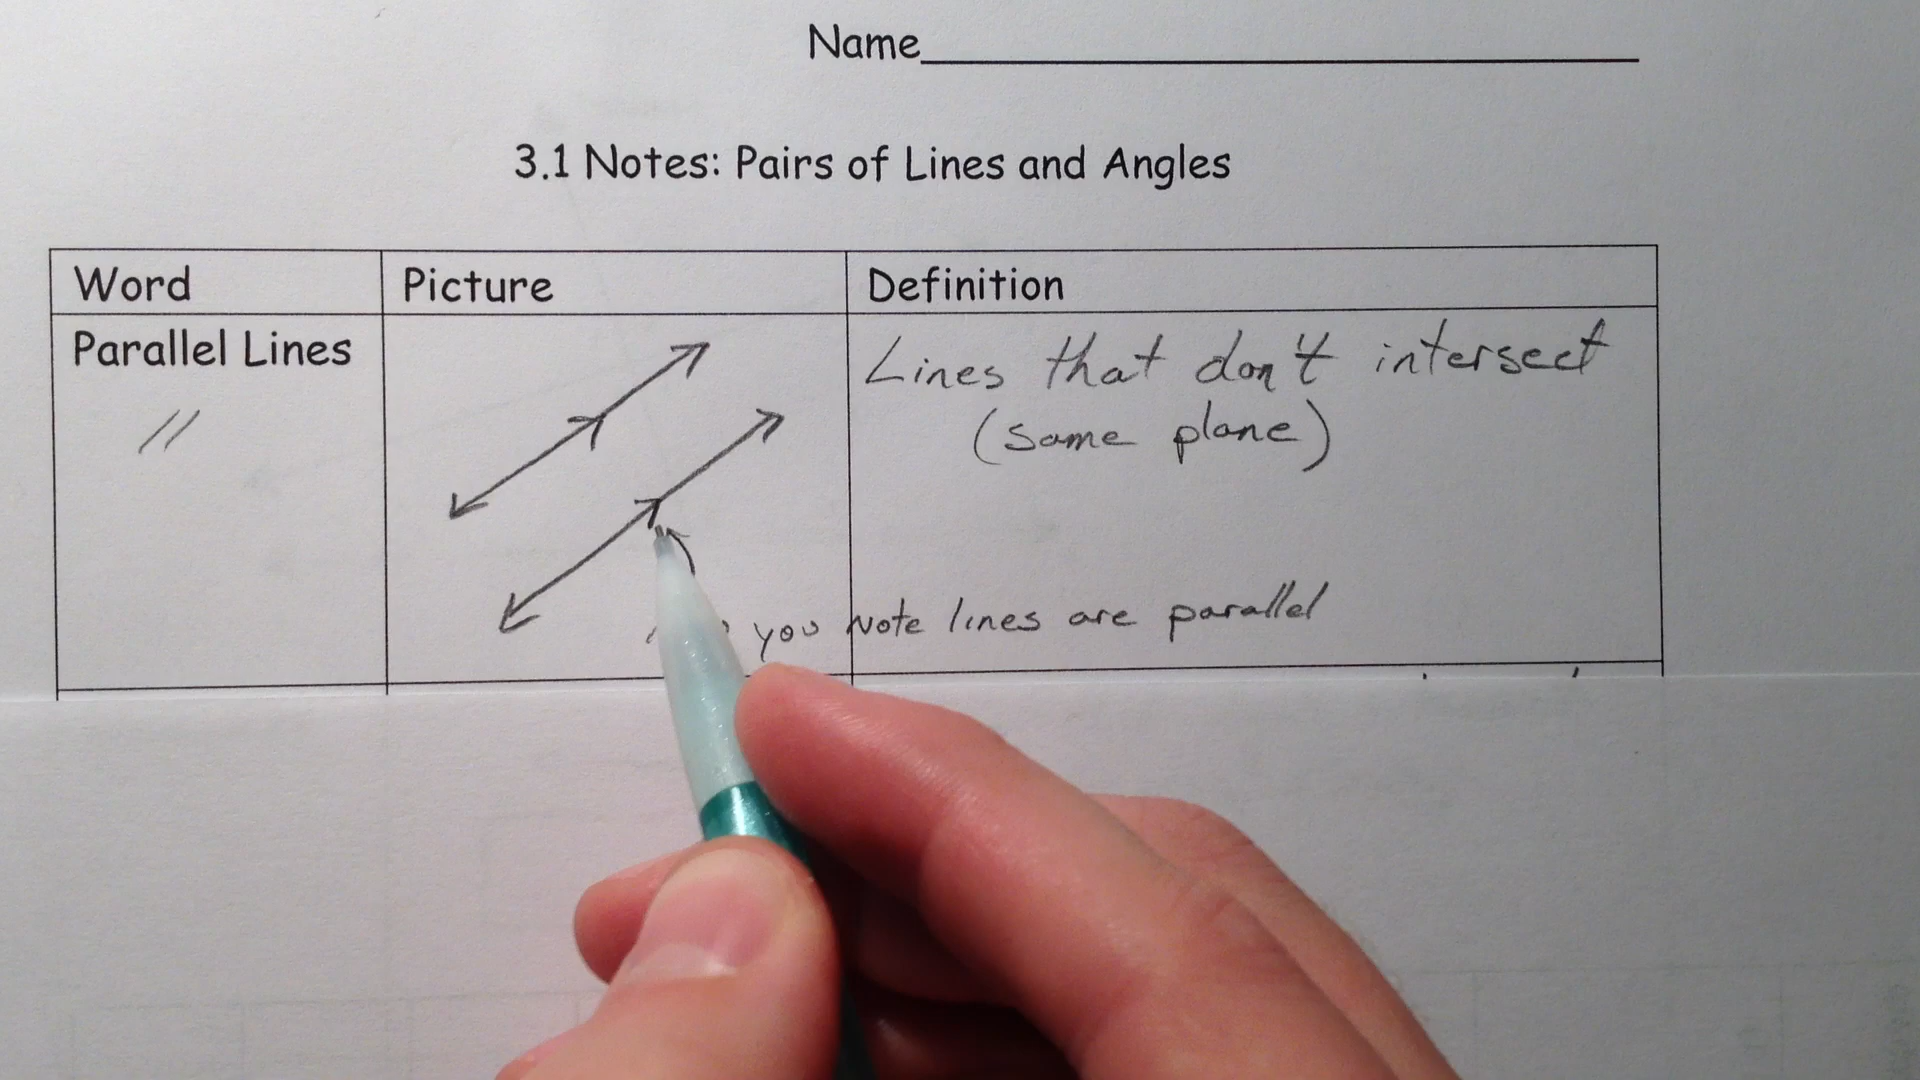 Name
3.1 Notes: Pairs of Lines and Angles
Word Picture Definition
Parallel Lines
//
Lines that don't intersect
(same plane)
you note lines are parallel